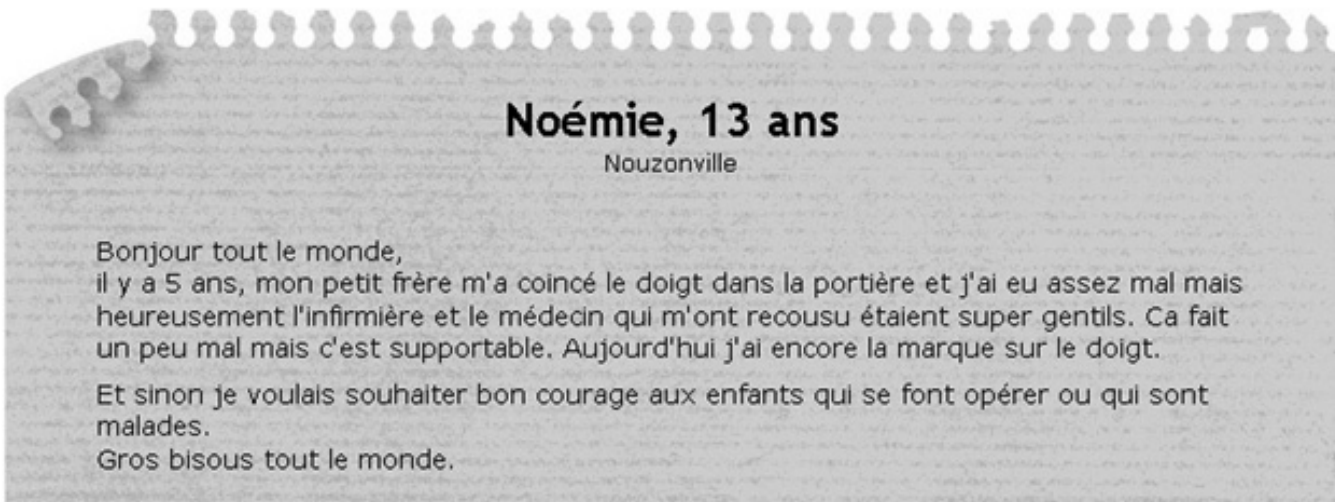 Noémie, 13 ans
Nouzonville
Bonjour tout le monde,
il y a 5 ans, mon petit frère m'a coincé le doigt dans la portière et j'ai eu assez mal mais
heureusement l'infirmière et le médecin qui m'ont recousu étaient super gentils. Ca fait
un peu mal mais c'est supportable. Aujourd'hui j'ai encore la marque sur le doigt.
Et sinon je voulais souhaiter bon courage aux enfants qui se font opérer ou qui sont
malades.
Gros bisous tout le monde.